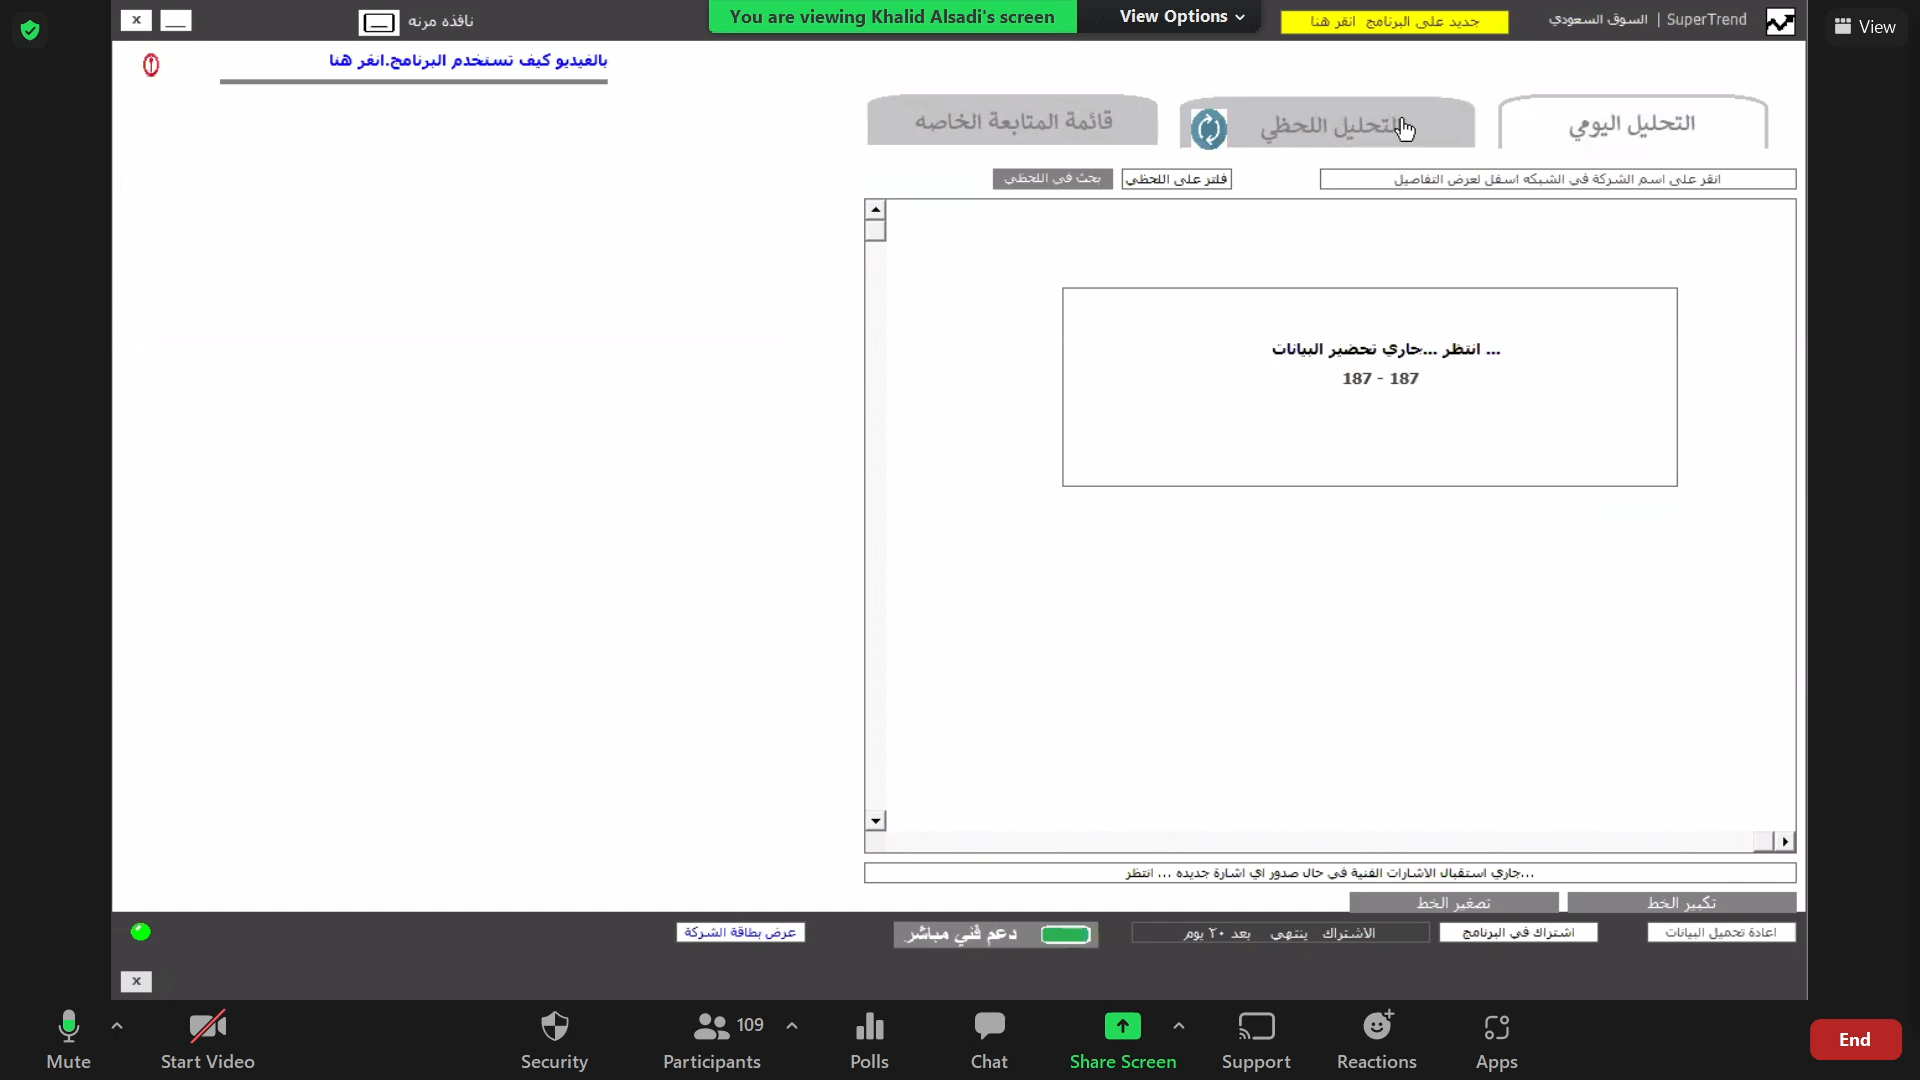 x
نافذه مرنه
You are viewing Khalid Alsadi's screen
View Options
جديد على البرنامج انقر هنا
السوق السعودي | SuperTrend
View
بالفيديو كيف تستخدم البرنامج.انقر هنا
التحليل اليومي
التحليل اللحظي
قائمة المتابعة الخاصه
انقر على اسم الشركة في الشبكه اسفل لعرض التفاصيل
فلتر على اللحظي
بحث في اللحظي
... انتظر ...جاري تحضير البيانات
187 - 187
...جاري استقبال الاشارات الفنية في حال صدور اي اشارة جديده ... انتظر
تكبير الخط
تصغير الخط
اعادة تحميل البيانات
اشتراك في البرنامج
الاشتراك ينتهي بعد ٢٠ يوم
دعم فني مباشر
عرض بطاقة الشركة
x
109
Mute
Start Video
Security
Participants
Polls
Chat
Share Screen
Support
Reactions
Apps
End